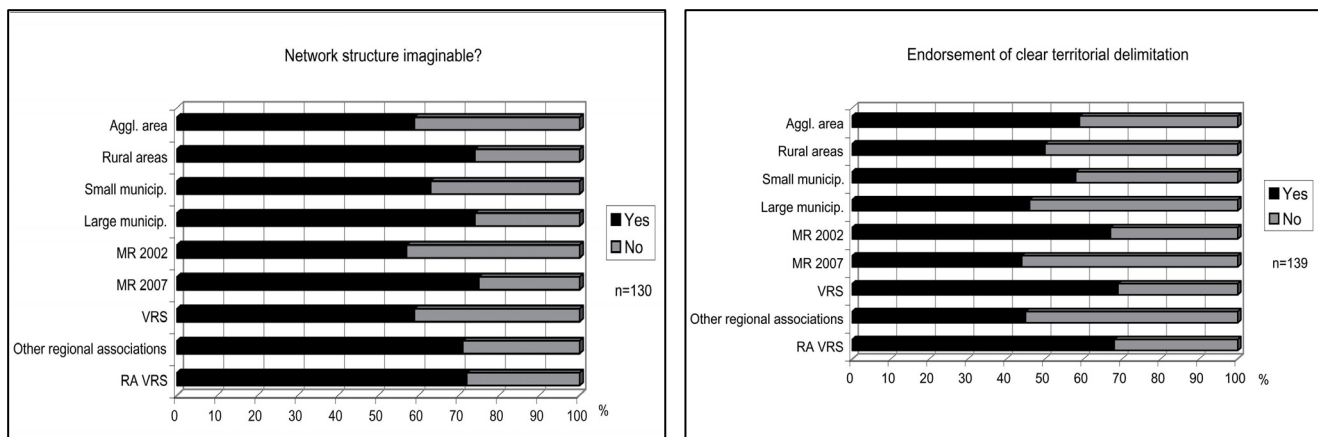 Network structure imaginable?
Aggl. area
Rural areas
Small municip.
Large municip.
MR 2002
MR 2007
VRS
Other regional associations
RA VRS
0 10 20 30 40 50 60 70 80 90 100 %
Yes
No
n=130
Endorsement of clear territorial delimitation
Aggl. area
Rural areas
Small municip.
Large municip.
MR 2002
MR 2007
VRS
Other regional associations
RA VRS
0 10 20 30 40 50 60 70 80 90 100 %
Yes
No
n=139